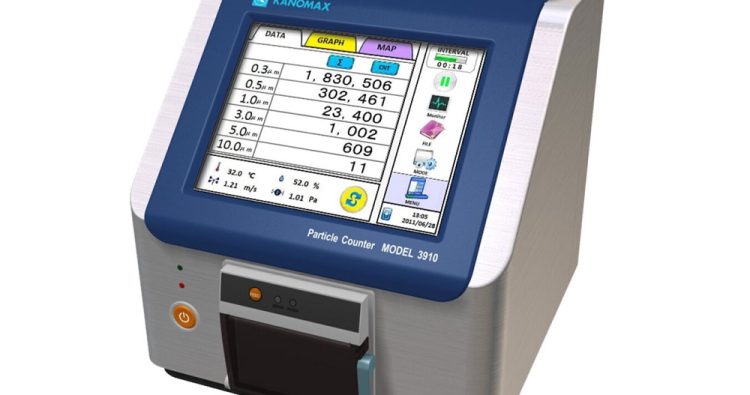 KANOMAX
DATA GRAPH MAP
Σ CNT
0.3μm 1,830,506
0.5μm 302,461
1.0μm 23,400
3.0μm 1,002
5.0μm 609
10.0μm 11
32.0 ℃ 52.0 %
1.21 m/s 1.01 Pa
INTERVAL
00:18
Monitor
FILE
MODE
MENU
18:05
2011/06/28
Particle Counter MODEL 3910